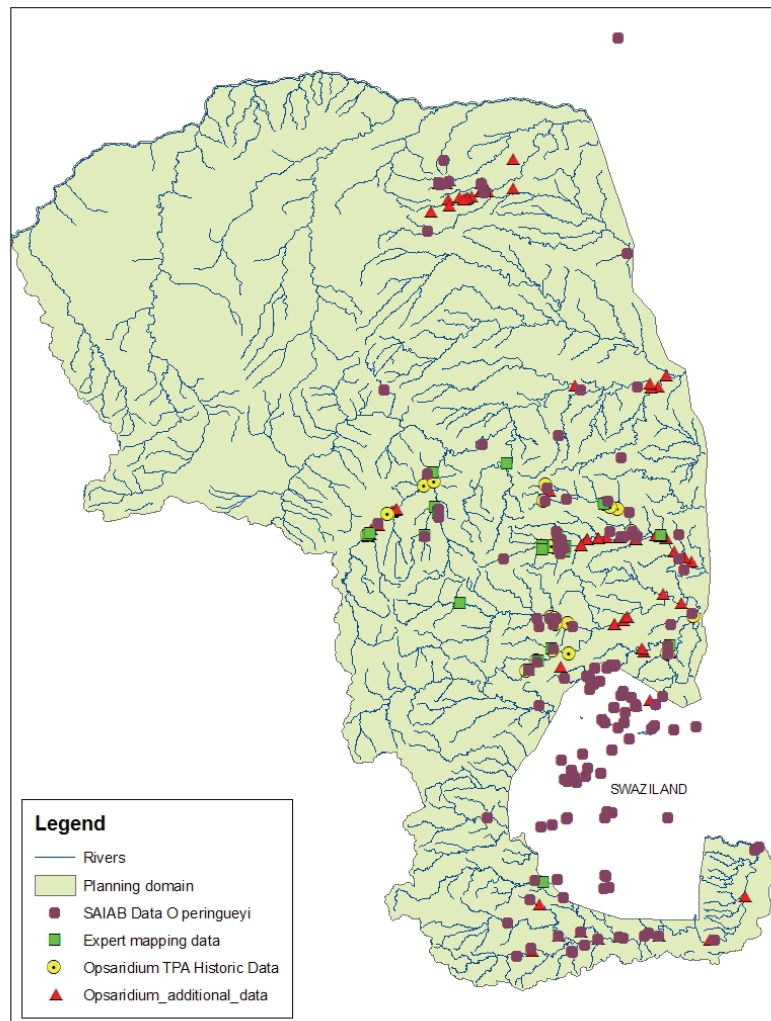 SWAZILAND
Legend
Rivers
Planning domain
SAIAB Data O peringueyi
Expert mapping data
Opsaridium TPA Historic Data
Opsaridium_additional_data